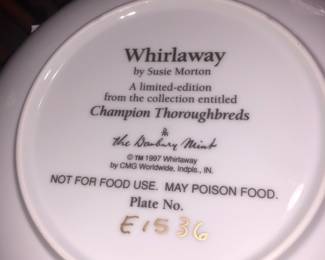 Whirlaway
by Susie Morton
A limited-edition
from the collection entitled
Champion Thoroughbreds
the Danbury Mint
© TM 1997 Whirlaway
by CMG Worldwide, Indpls., IN.
NOT FOR FOOD USE. MAY POISON FOOD.
Plate No.
E1536